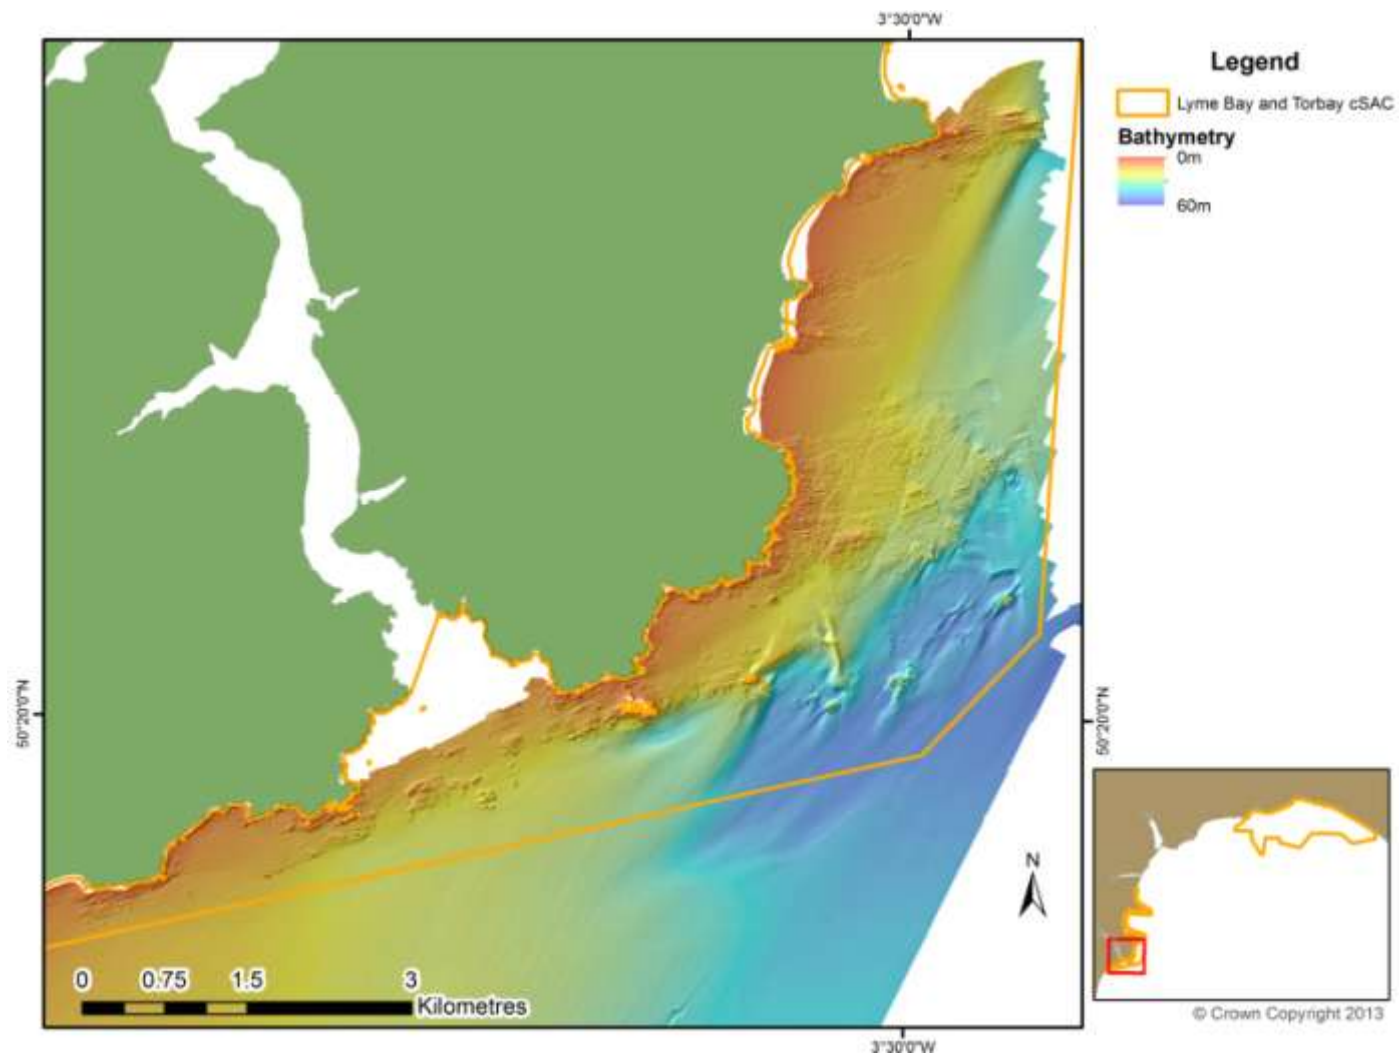 3°30'0"W
Legend
Lyme Bay and Torbay cSAC
Bathymetry
0m
60m
50°20'0"N
50°20'0"N
N
0 0.75 1.5 3
Kilometres
© Crown Copyright 2013
3°30'0"W